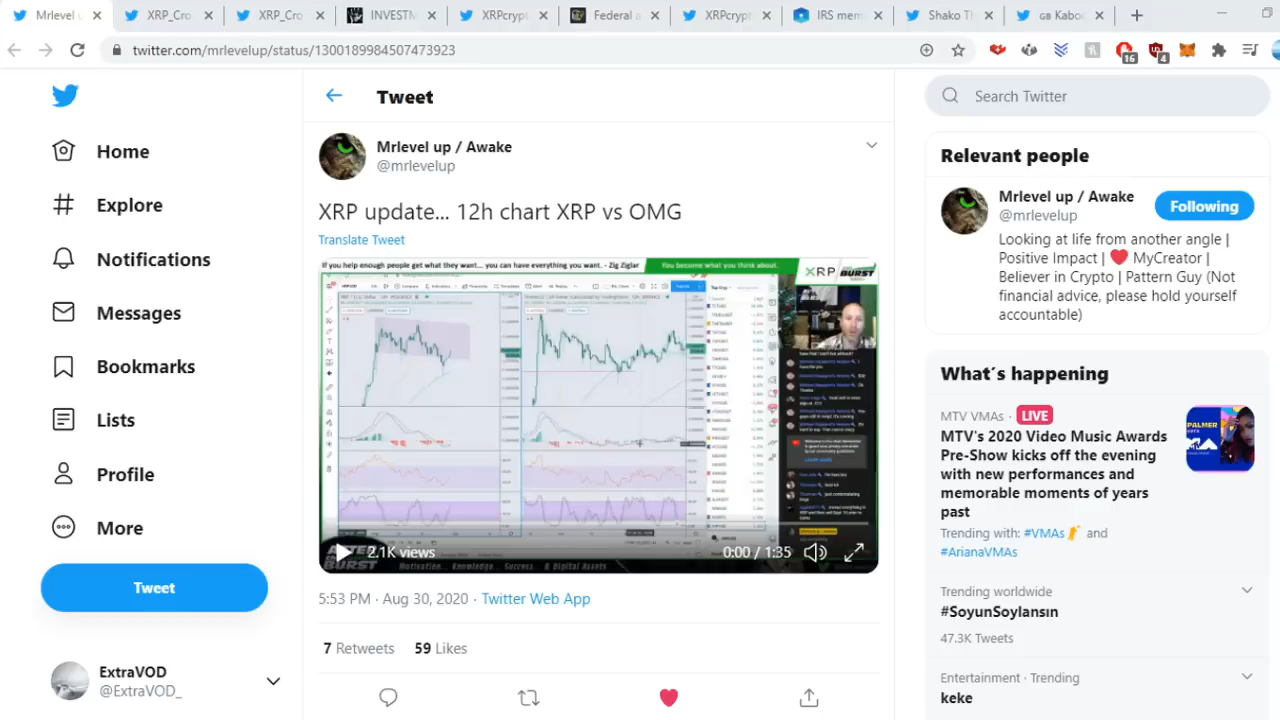 Mrlevel u
XRP_Cro
XRP_Cro
INVESTM
XRPcrypt
Federal a
XRPcrypt
IRS mem
Shako T
GB Kaboo
twitter.com/mrlevelup/status/1300189984507473923
16
4
Home
Explore
Notifications
Messages
Bookmarks
Lists
Profile
More
Tweet
ExtraVOD
@ExtraVOD_
Tweet
Mrlevel up / Awake
@mrlevelup
XRP update... 12h chart XRP vs OMG
Translate Tweet
If you help enough people get what they want... you can have everything you want. - Zig Ziglar
You become what you think about.
XRP BURST
2.1K views
0:00 / 1:35
AFTER BURST
Motivation... Knowledge... Success... & Digital Assets
5:53 PM · Aug 30, 2020 · Twitter Web App
7 Retweets 59 Likes
Search Twitter
Relevant people
Mrlevel up / Awake
@mrlevelup
Following
Looking at life from another angle |
Positive Impact | ❤️ MyCreator |
Believer in Crypto | Pattern Guy (Not
financial advice, please hold yourself
accountable)
What´s happening
MTV VMAs · LIVE
MTV's 2020 Video Music Awards
Pre-Show kicks off the evening
with new performances and
memorable moments of years
past
Trending with: #VMAs and
#ArianaVMAs
PALMER
Trending worldwide
#SoyunSoylansın
47.3K Tweets
Entertainment · Trending
keke